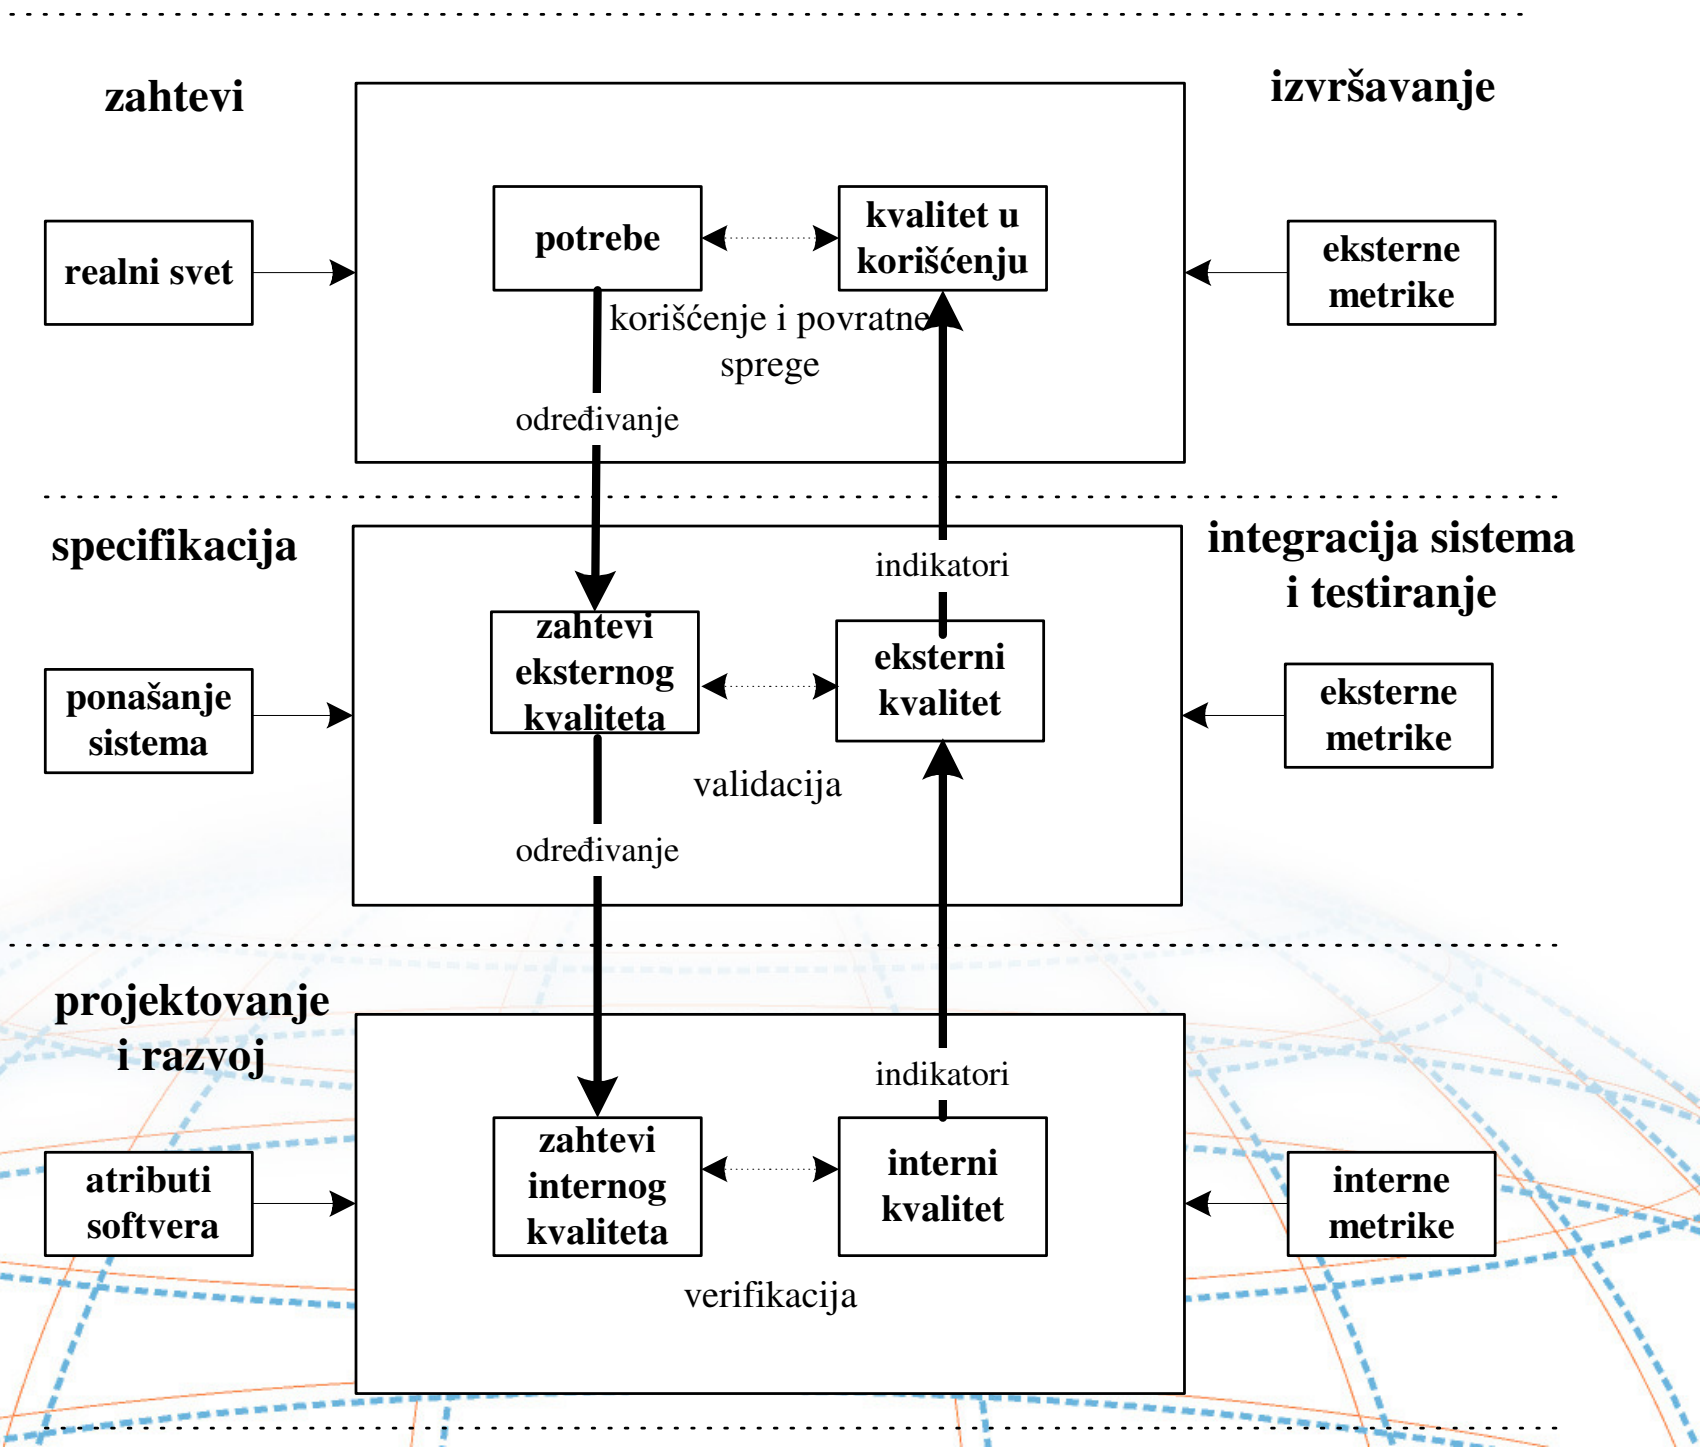 zahtevi
izvršavanje
realni svet
potrebe
kvalitet u
korišćenju
eksterne
metrike
korišćenje i povratne
sprege
određivanje
specifikacija
integracija sistema
i testiranje
indikatori
ponašanje
sistema
zahtevi
eksternog
kvaliteta
eksterni
kvalitet
eksterne
metrike
validacija
određivanje
projektovanje
i razvoj
indikatori
atributi
softvera
zahtevi
internog
kvaliteta
interni
kvalitet
interne
metrike
verifikacija